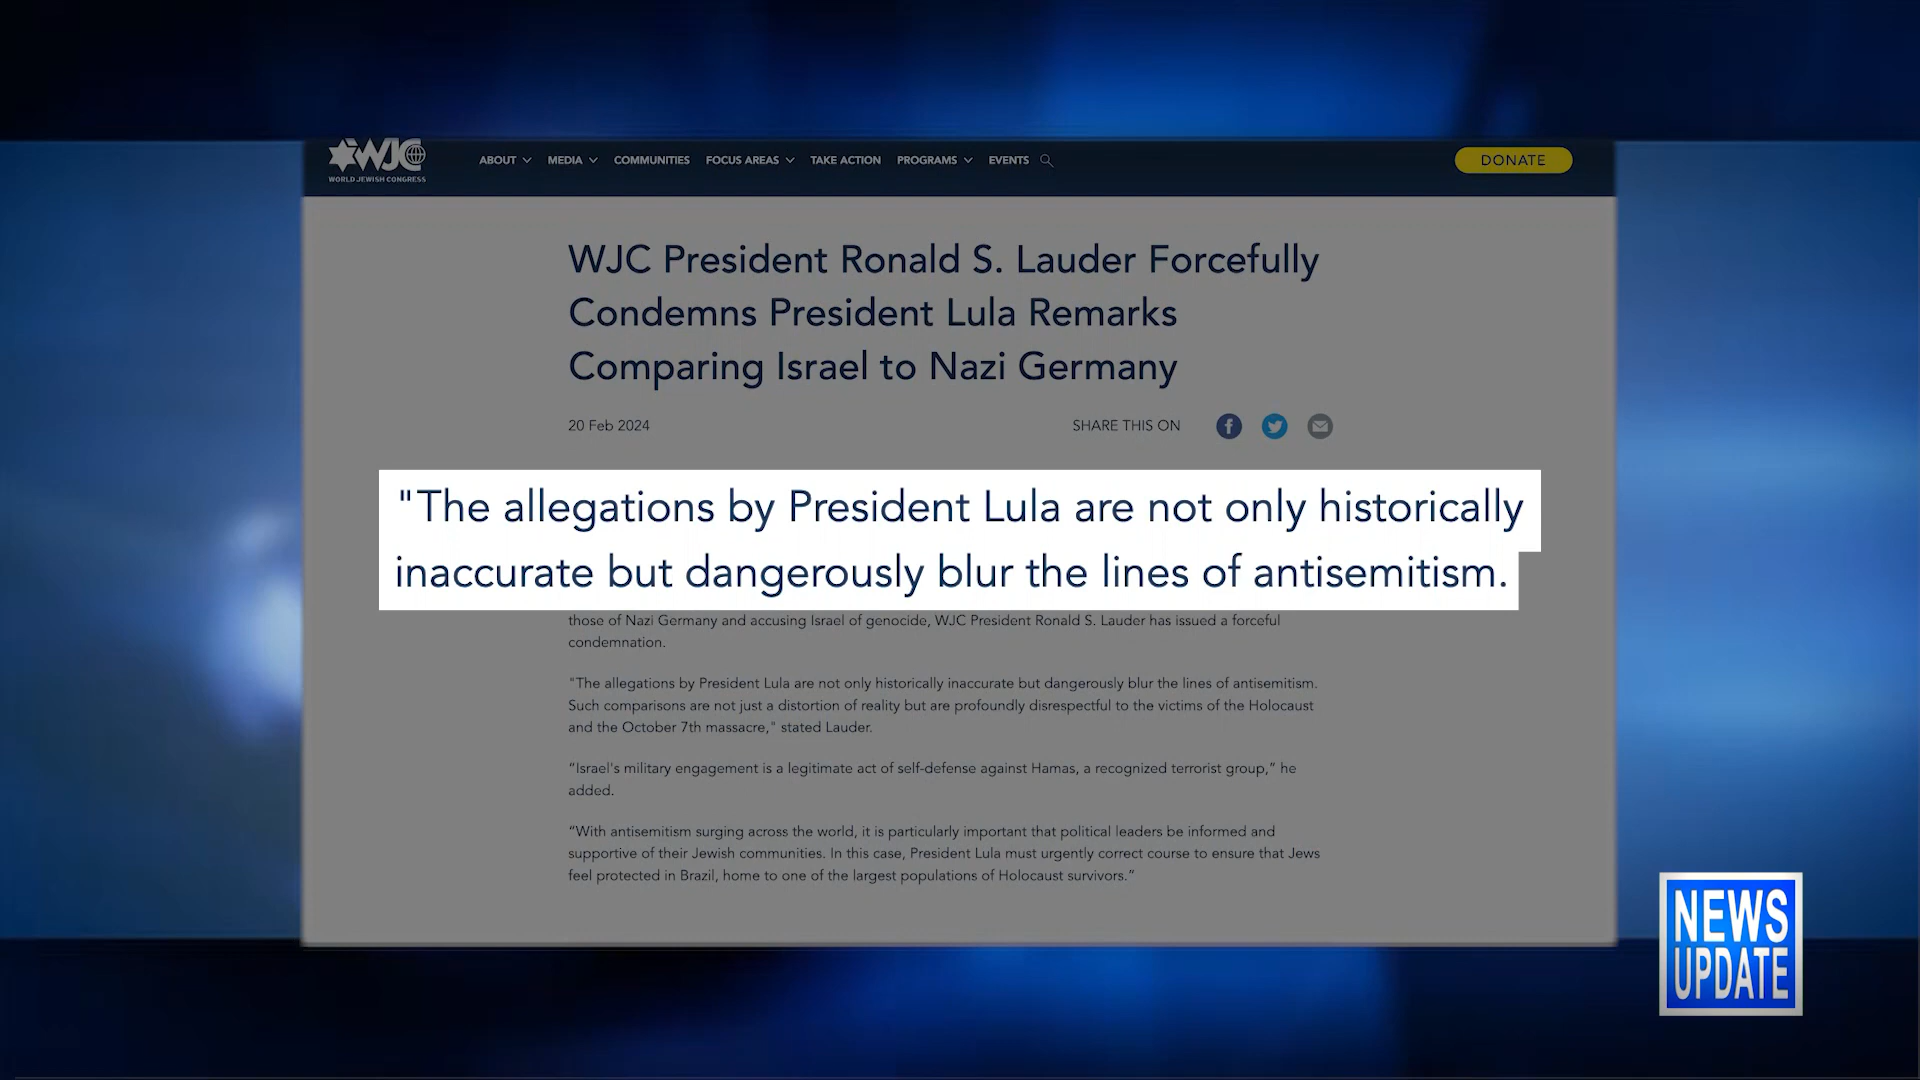 WJC
WORLD JEWISH CONGRESS
ABOUT MEDIA COMMUNITIES FOCUS AREAS TAKE ACTION PROGRAMS EVENTS
DONATE
WJC President Ronald S. Lauder Forcefully
Condemns President Lula Remarks
Comparing Israel to Nazi Germany
20 Feb 2024
SHARE THIS ON
"The allegations by President Lula are not only historically
inaccurate but dangerously blur the lines of antisemitism.
those of Nazi Germany and accusing Israel of genocide, WJC President Ronald S. Lauder has issued a forceful
condemnation.
"The allegations by President Lula are not only historically inaccurate but dangerously blur the lines of antisemitism.
Such comparisons are not just a distortion of reality but are profoundly disrespectful to the victims of the Holocaust
and the October 7th massacre," stated Lauder.
“Israel's military engagement is a legitimate act of self-defense against Hamas, a recognized terrorist group,” he
added.
“With antisemitism surging across the world, it is particularly important that political leaders be informed and
supportive of their Jewish communities. In this case, President Lula must urgently correct course to ensure that Jews
feel protected in Brazil, home to one of the largest populations of Holocaust survivors.”
NEWS
UPDATE